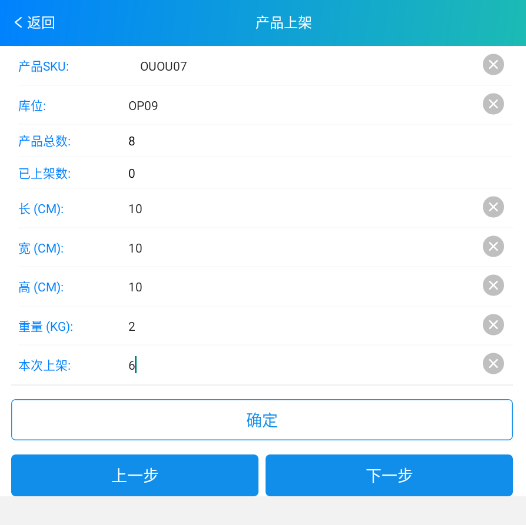 返回 产品上架
产品SKU: OUOU07
库位: OP09
产品总数: 8
已上架数: 0
长 (CM): 10
宽 (CM): 10
高 (CM): 10
重量 (KG): 2
本次上架: 6
确定
上一步 下一步